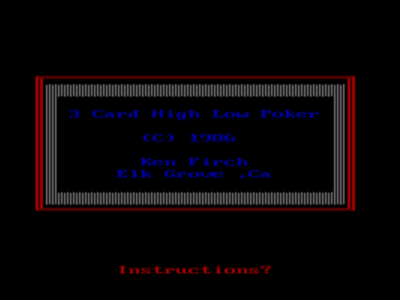 3 Card High Low Poker
(C) 1986
Ken Firch
Elk Grove ,Ca
Instructions?